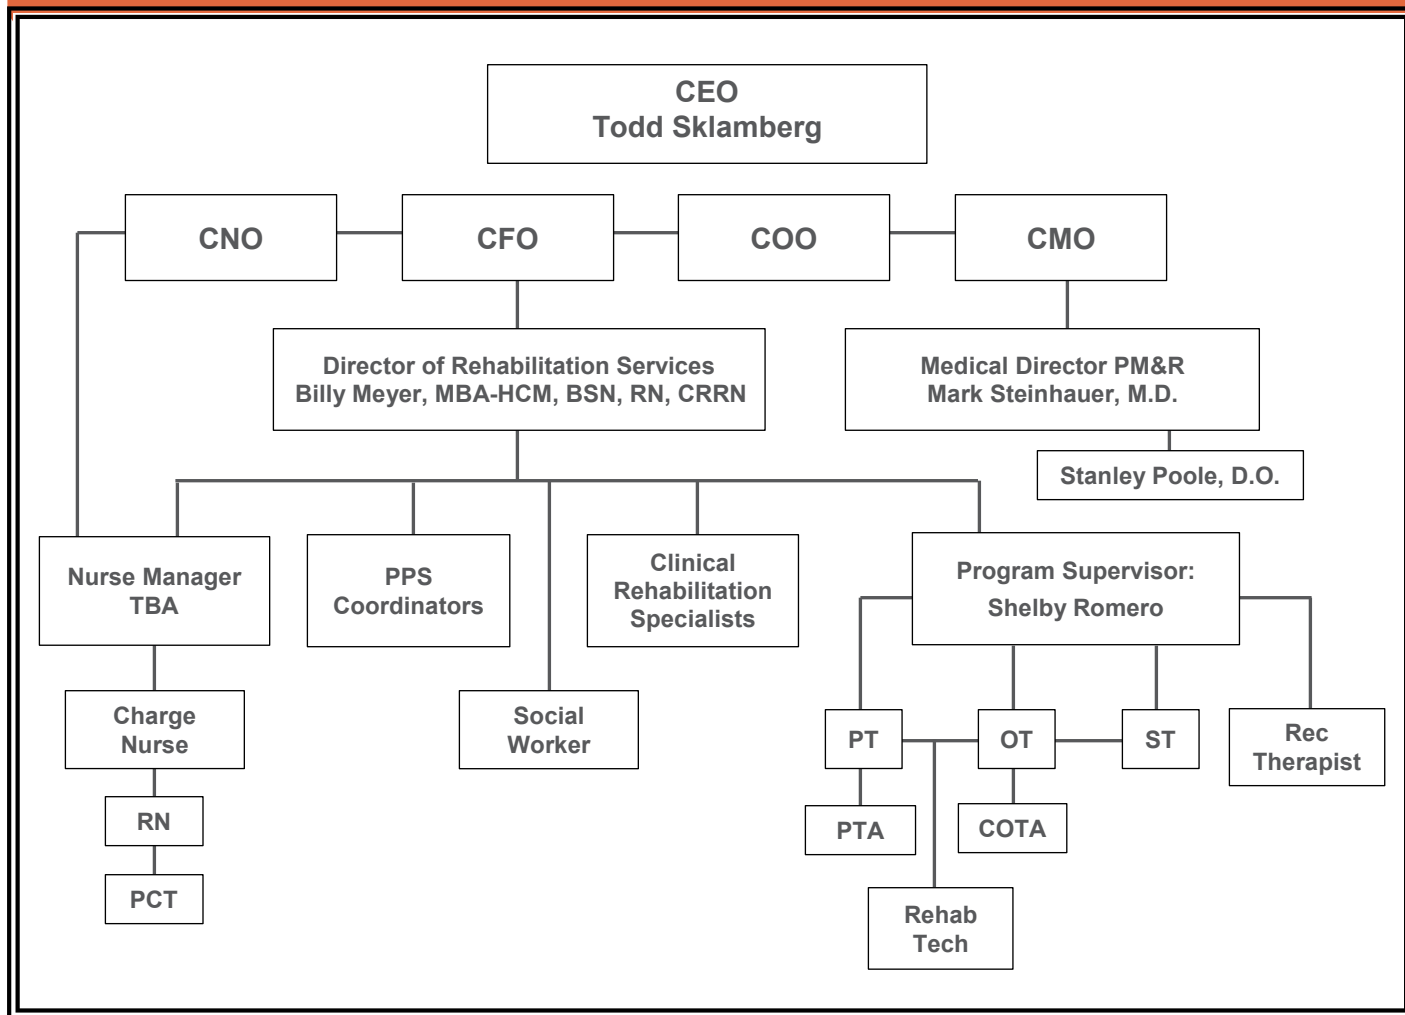 CEO
Todd Sklamberg
CNO
CFO
COO
CMO
Director of Rehabilitation Services
Billy Meyer, MBA-HCM, BSN, RN, CRRN
Medical Director PM&R
Mark Steinhauer, M.D.
Stanley Poole, D.O.
Nurse Manager
TBA
PPS
Coordinators
Clinical
Rehabilitation
Specialists
Program Supervisor:
Shelby Romero
Charge
Nurse
Social
Worker
PT
OT
ST
Rec
Therapist
RN
PTA
COTA
PCT
Rehab
Tech